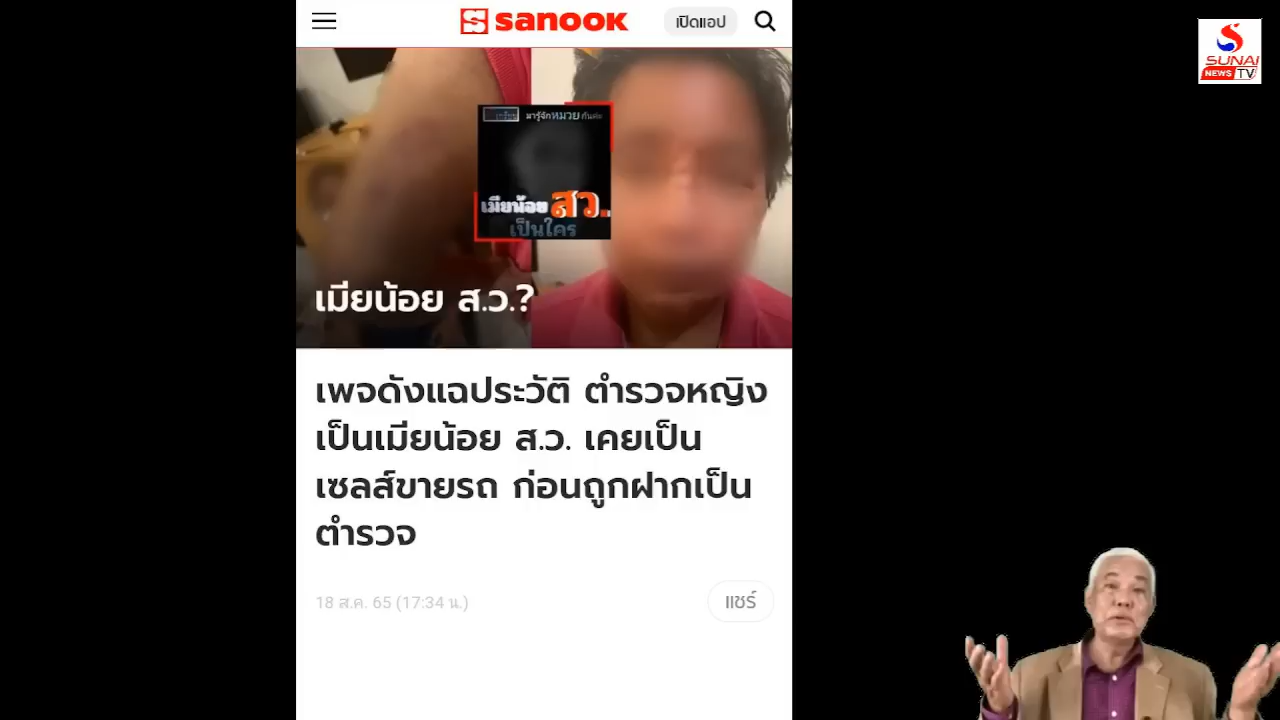 sanook
เปิดแอป
SUNAI
NEWS TV
มารู้จักหมวยกันค่ะ
เมียน้อย ส.ว.
เป็นใคร
เมียน้อย ส.ว.?
เพจดังแฉประวัติ ตำรวจหญิง
เป็นเมียน้อย ส.ว. เคยเป็น
เซลส์ขายรถ ก่อนถูกฝากเป็น
ตำรวจ
18 ส.ค. 65 (17:34 น.)
แชร์